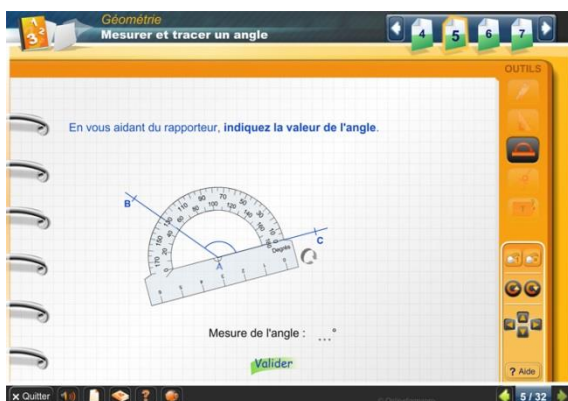 Géométrie
Mesurer et tracer un angle
4 5 6 7
OUTILS
En vous aidant du rapporteur, indiquez la valeur de l'angle.
B
A
C
Degrés
Mesure de l'angle : ...°
Valider
? Aide
x Quitter
5 / 32